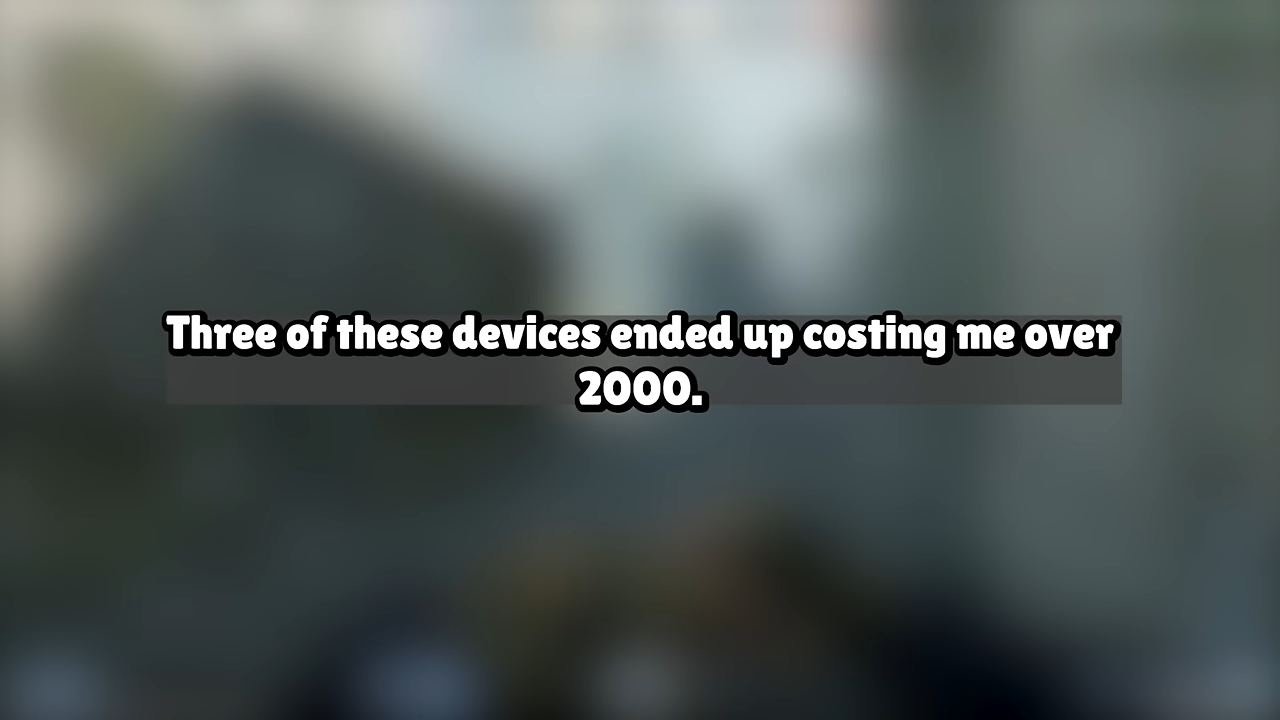 Three of these devices ended up costing me over
2000.